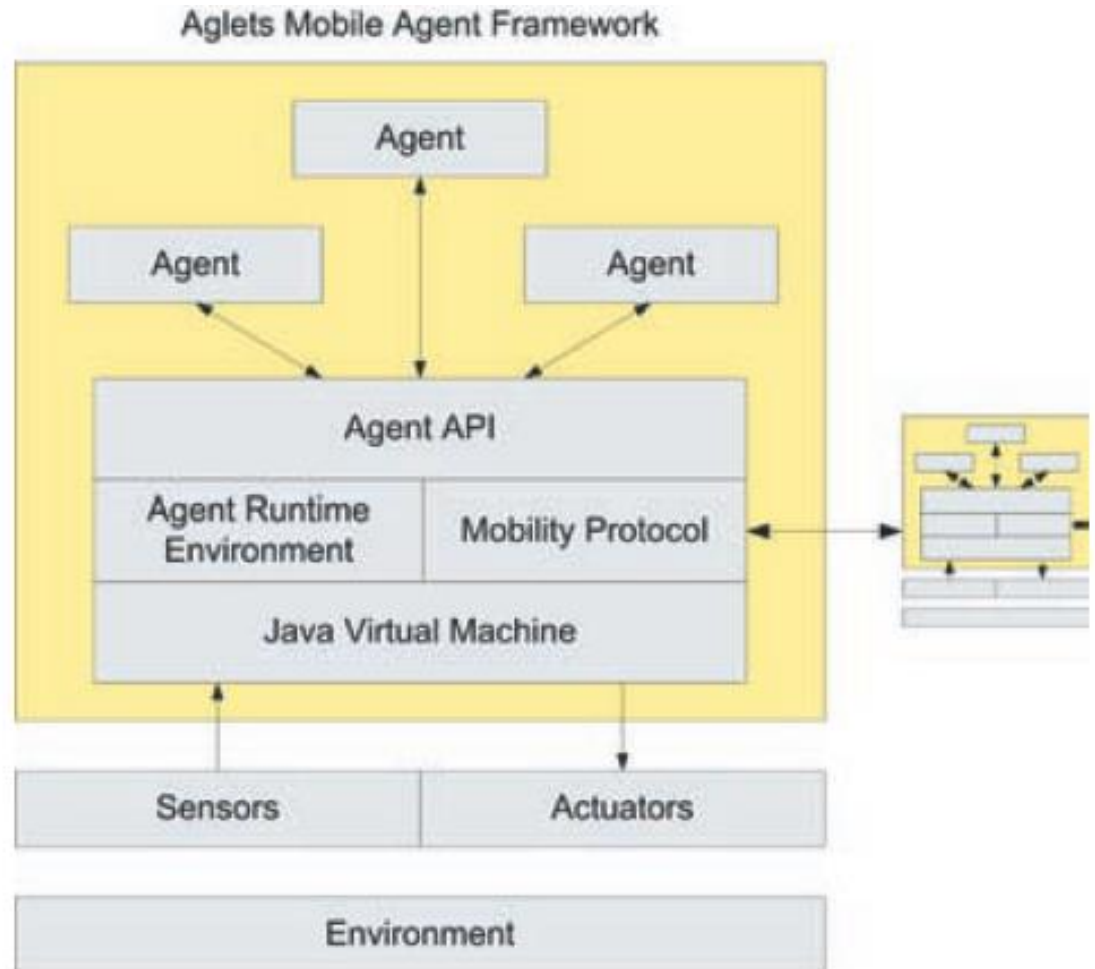 Aglets Mobile Agent Framework
Agent
Agent
Agent
Agent API
Agent Runtime
Environment
Mobility Protocol
Java Virtual Machine
Sensors
Actuators
Environment